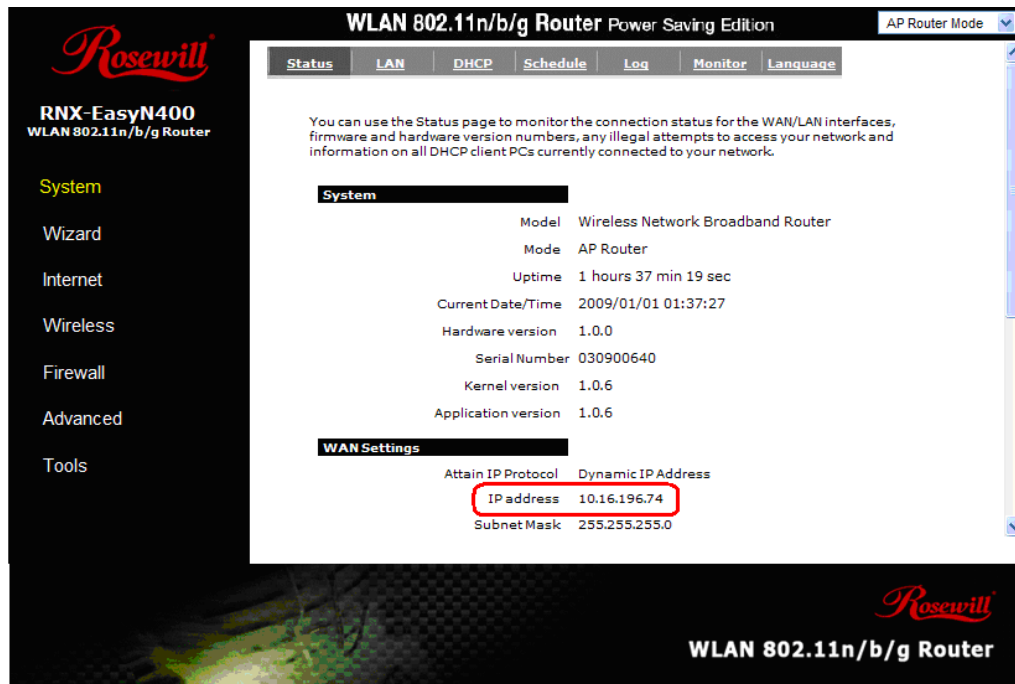 WLAN 802.11n/b/g Router Power Saving Edition
AP Router Mode
Rosewill
Status LAN DHCP Schedule Log Monitor Language
RNX-EasyN400
WLAN 802.11n/b/g Router
You can use the Status page to monitor the connection status for the WAN/LAN interfaces,
firmware and hardware version numbers, any illegal attempts to access your network and
information on all DHCP client PCs currently connected to your network.
System
Wizard
Internet
Wireless
Firewall
Advanced
Tools
System
Model Wireless Network Broadband Router
Mode AP Router
Uptime 1 hours 37 min 19 sec
Current Date/Time 2009/01/01 01:37:27
Hardware version 1.0.0
Serial Number 030900640
Kernel version 1.0.6
Application version 1.0.6
WAN Settings
Attain IP Protocol Dynamic IP Address
IP address 10.16.196.74
Subnet Mask 255.255.255.0
Rosewill
WLAN 802.11n/b/g Router